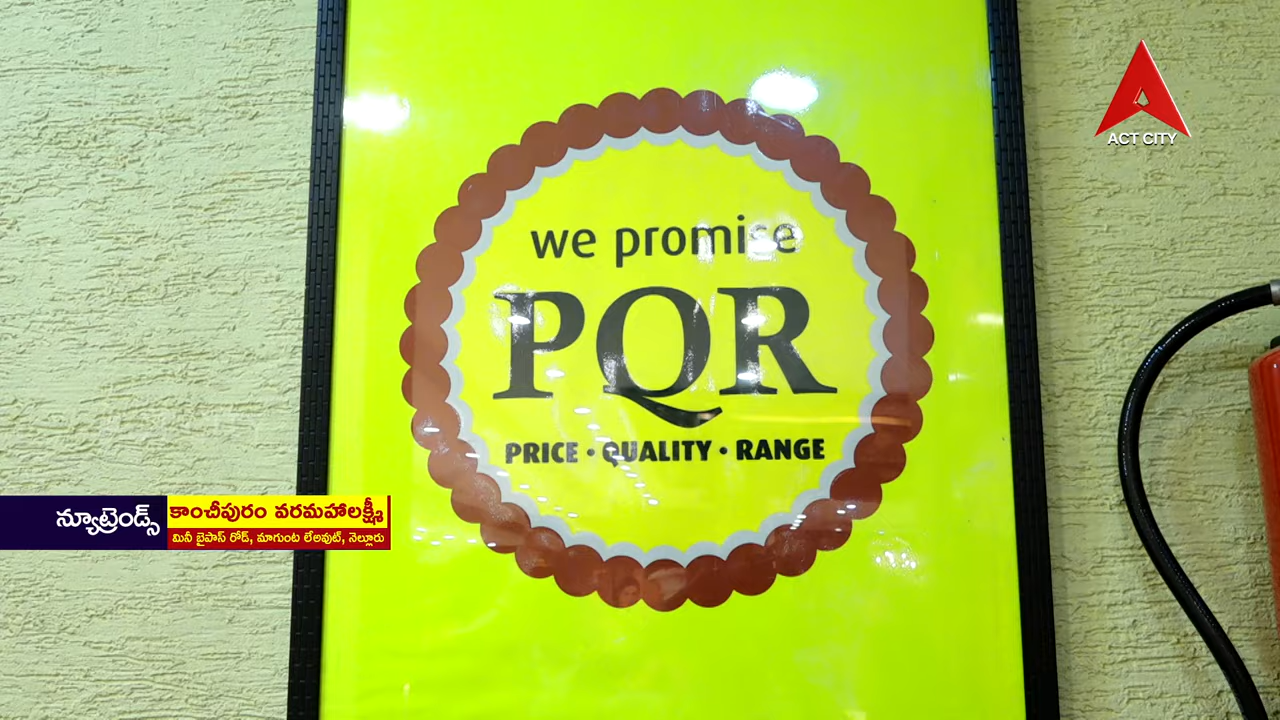 ACT CITY
we promise
PQR
PRICE • QUALITY • RANGE
న్యూట్రెండ్స్
కాంచీపురం వరమహాలక్ష్మీ
మినీ బైపాస్ రోడ్, మాగుంట లేఅవుట్, నెల్లూరు